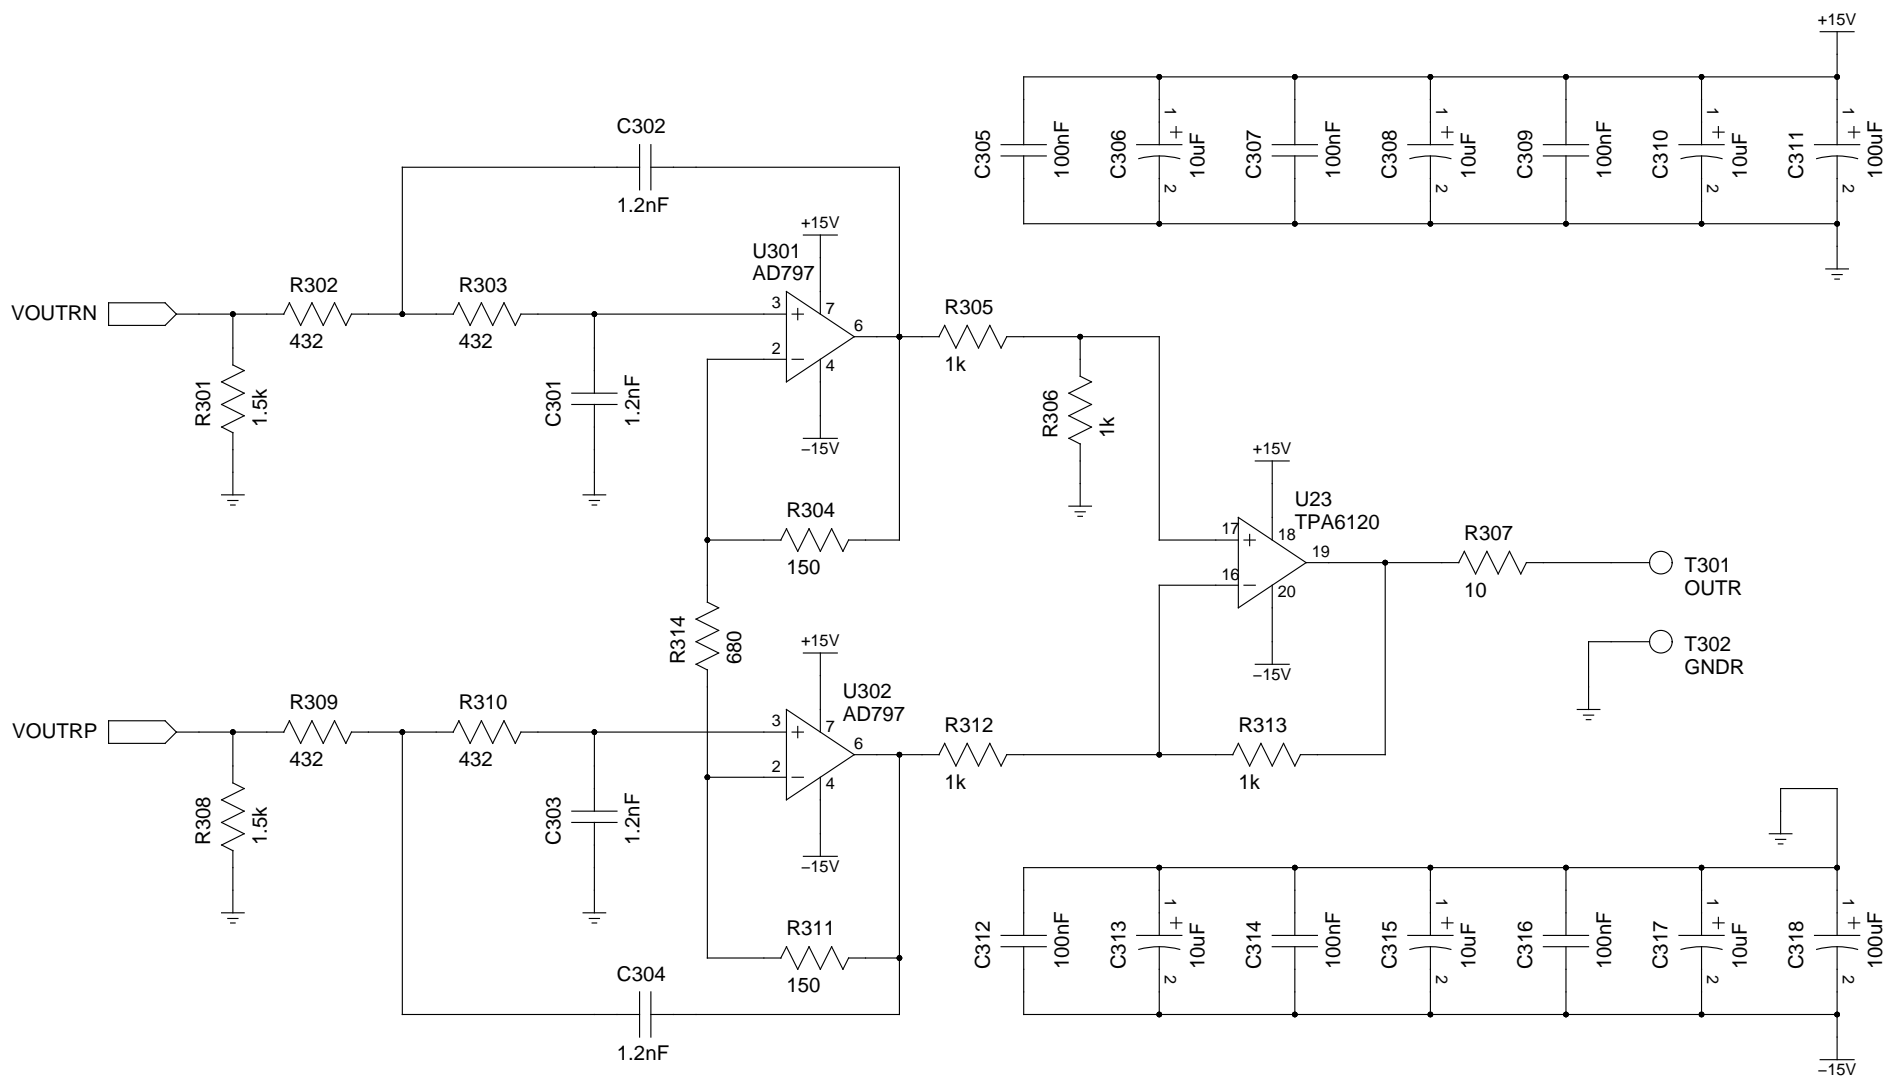 +15V
C305
100nF
C306
1
+
10uF
2
C307
100nF
C308
1
+
10uF
2
C309
100nF
C310
1
+
10uF
2
C311
1
+
100uF
2
C302
1.2nF
+15V
U301
AD797
VOUTRN
R302
432
R303
432
3
+
7
2
−
4
6
−15V
R301
1.5k
C301
1.2nF
R305
1k
R306
1k
R304
150
+15V
U23
TPA6120
17
+
18
16
−
20
19
−15V
R307
10
T301
OUTR
T302
GNDR
R314
680
+15V
U302
AD797
VOUTRP
R309
432
R310
432
3
+
7
2
−
4
6
−15V
R308
1.5k
C303
1.2nF
R312
1k
R313
1k
R311
150
C304
1.2nF
C312
100nF
C313
1
+
10uF
2
C314
100nF
C315
1
+
10uF
2
C316
100nF
C317
1
+
10uF
2
C318
1
+
100uF
2
−15V